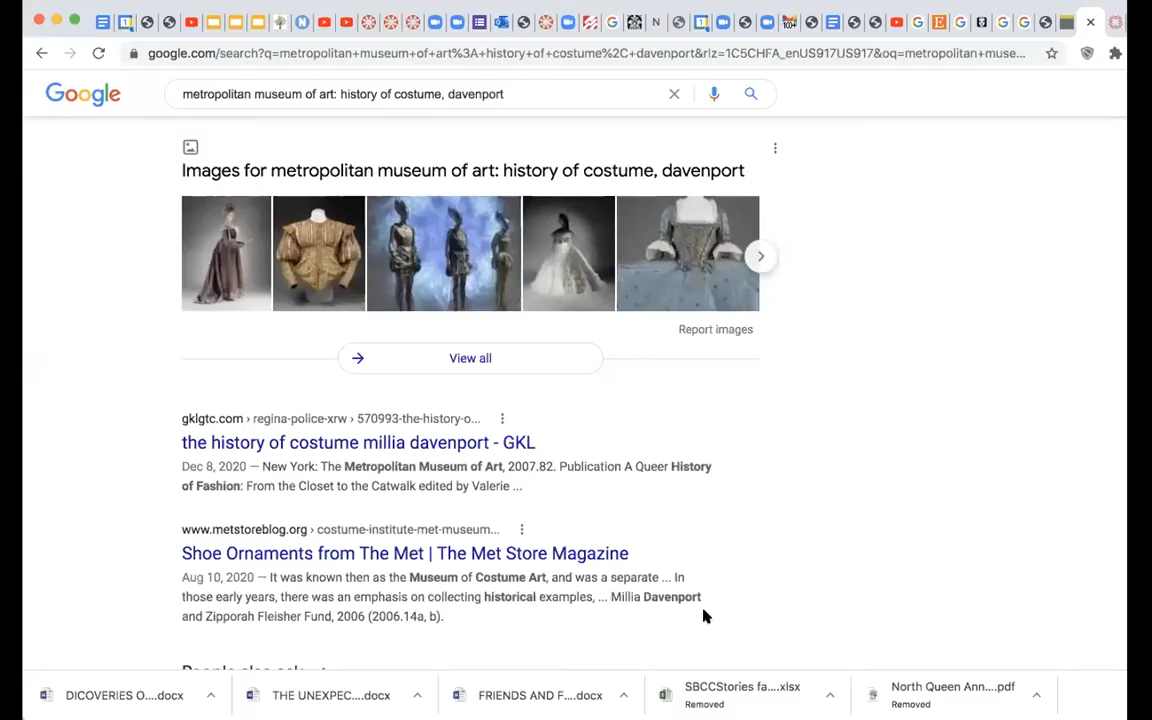 google.com/search?q=metropolitan+museum+of+art%3A+history+of+costume%2C+davenport&rlz=1C5CHFA_enUS917US917&oq=metropolitan+muse...
Google
metropolitan museum of art: history of costume, davenport
Images for metropolitan museum of art: history of costume, davenport
Report images
View all
gklgtc.com › regina-police-xrw › 570993-the-history-o...
the history of costume millia davenport - GKL
Dec 8, 2020 — New York: The Metropolitan Museum of Art, 2007.82. Publication A Queer History
of Fashion: From the Closet to the Catwalk edited by Valerie ...
www.metstoreblog.org › costume-institute-met-museum...
Shoe Ornaments from The Met | The Met Store Magazine
Aug 10, 2020 — It was known then as the Museum of Costume Art, and was a separate ... In
those early years, there was an emphasis on collecting historical examples, ... Millia Davenport
and Zipporah Fleisher Fund, 2006 (2006.14a, b).
People also ask
DICOVERIES O....docx
THE UNEXPEC....docx
FRIENDS AND F....docx
SBCCStories fa....xlsx
Removed
North Queen Ann....pdf
Removed